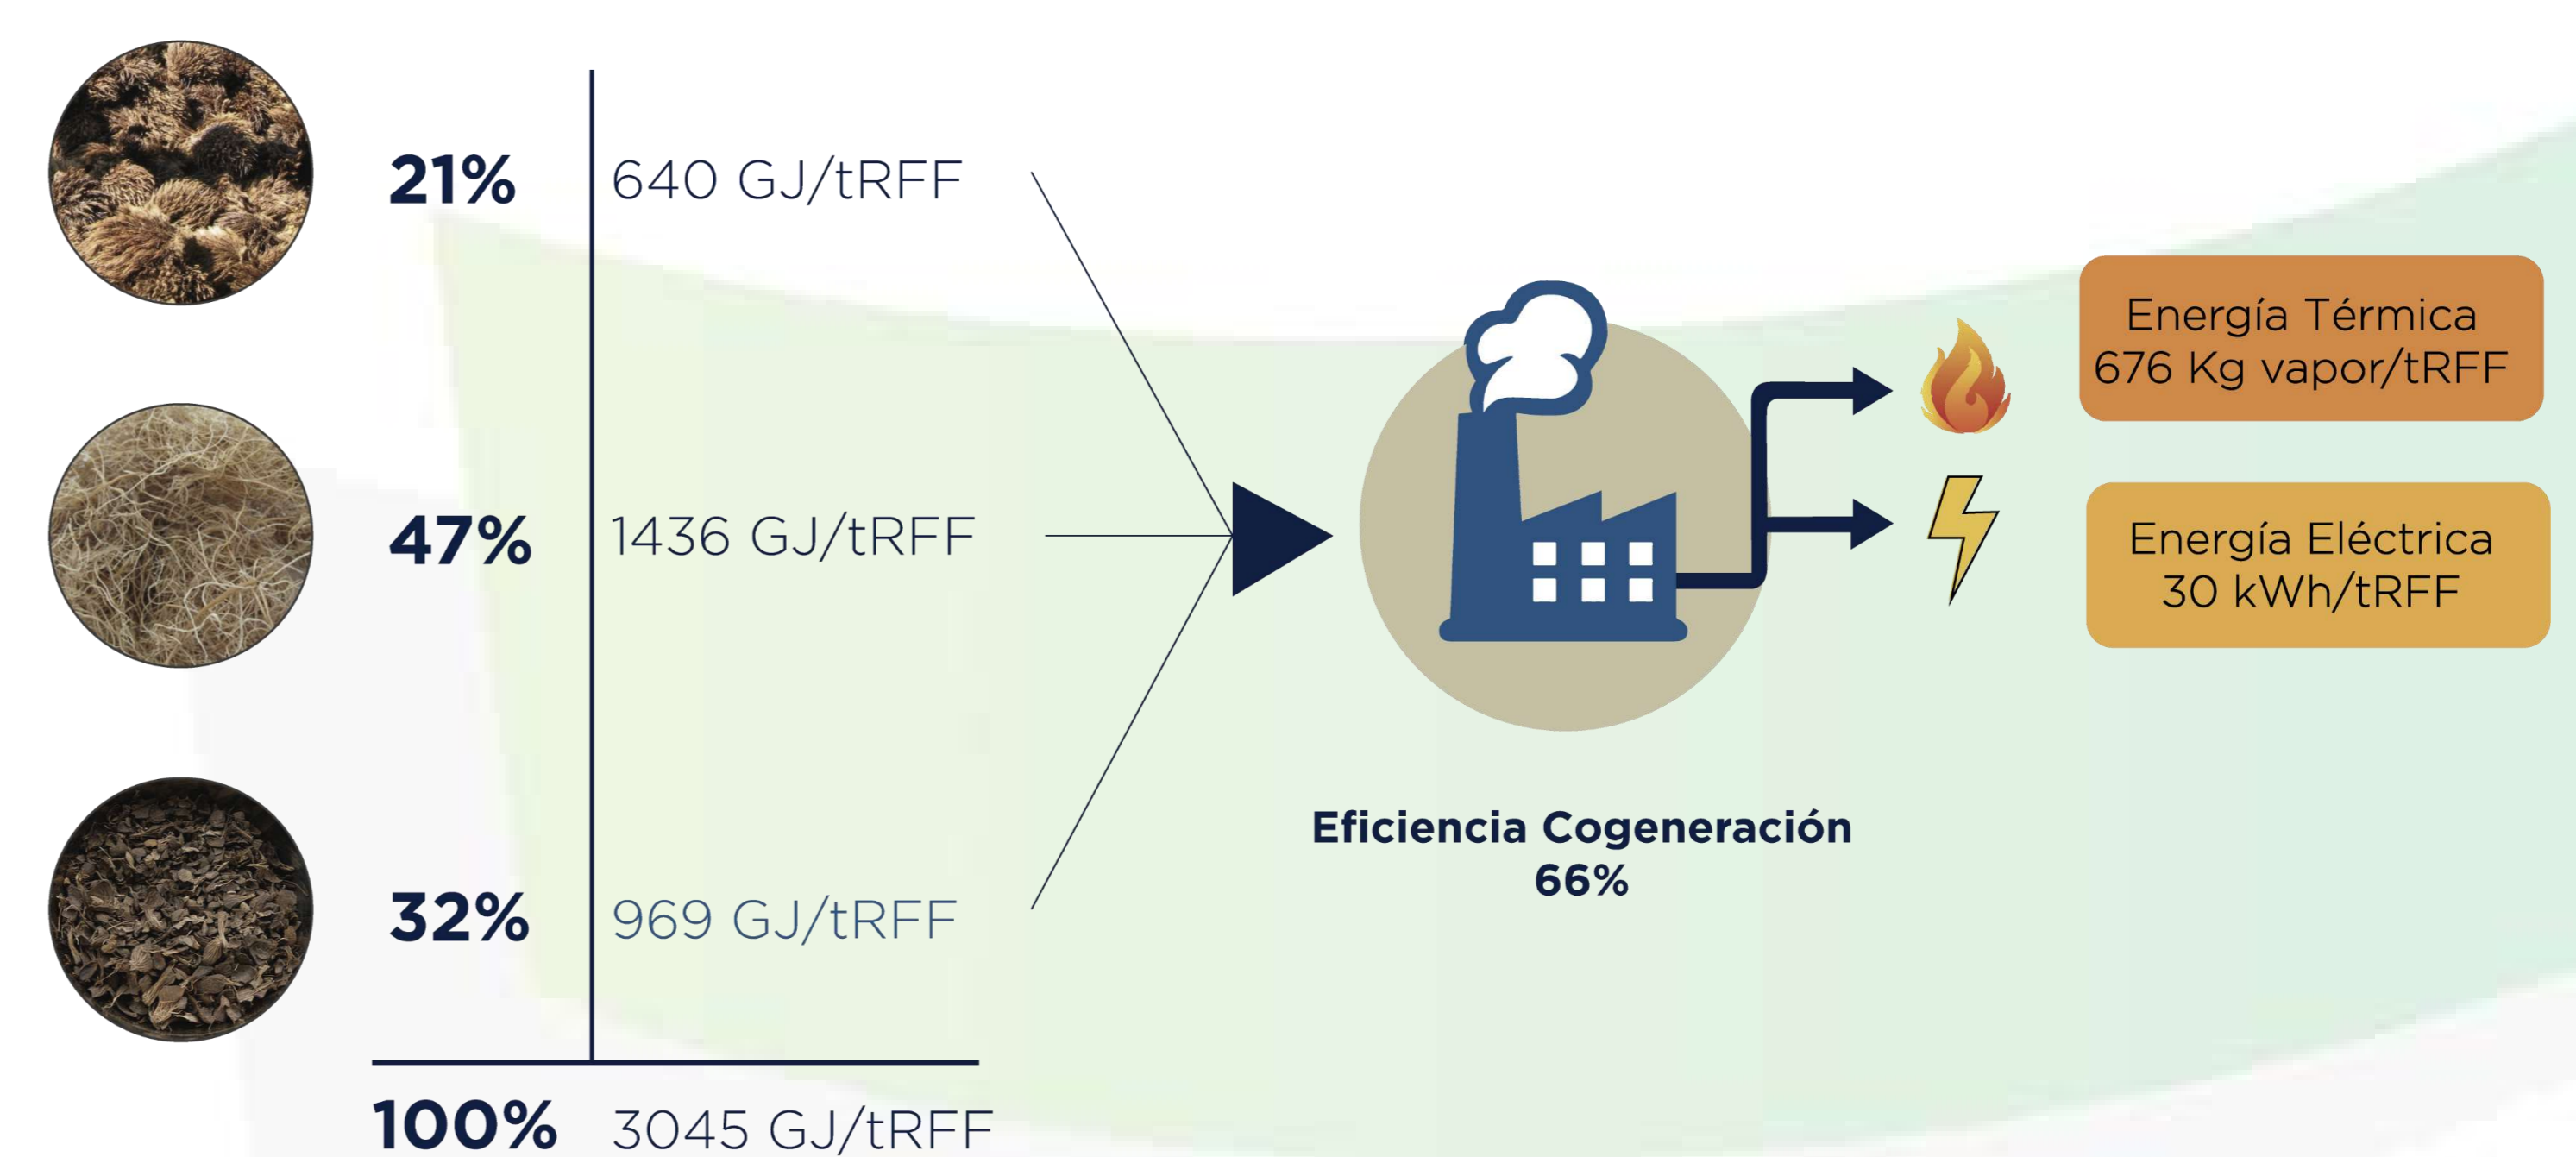 21% 640 GJ/tRFF
47% 1436 GJ/tRFF
32% 969 GJ/tRFF
100% 3045 GJ/tRFF
Eficiencia Cogeneración
66%
Energía Térmica
676 Kg vapor/tRFF
Energía Eléctrica
30 kWh/tRFF